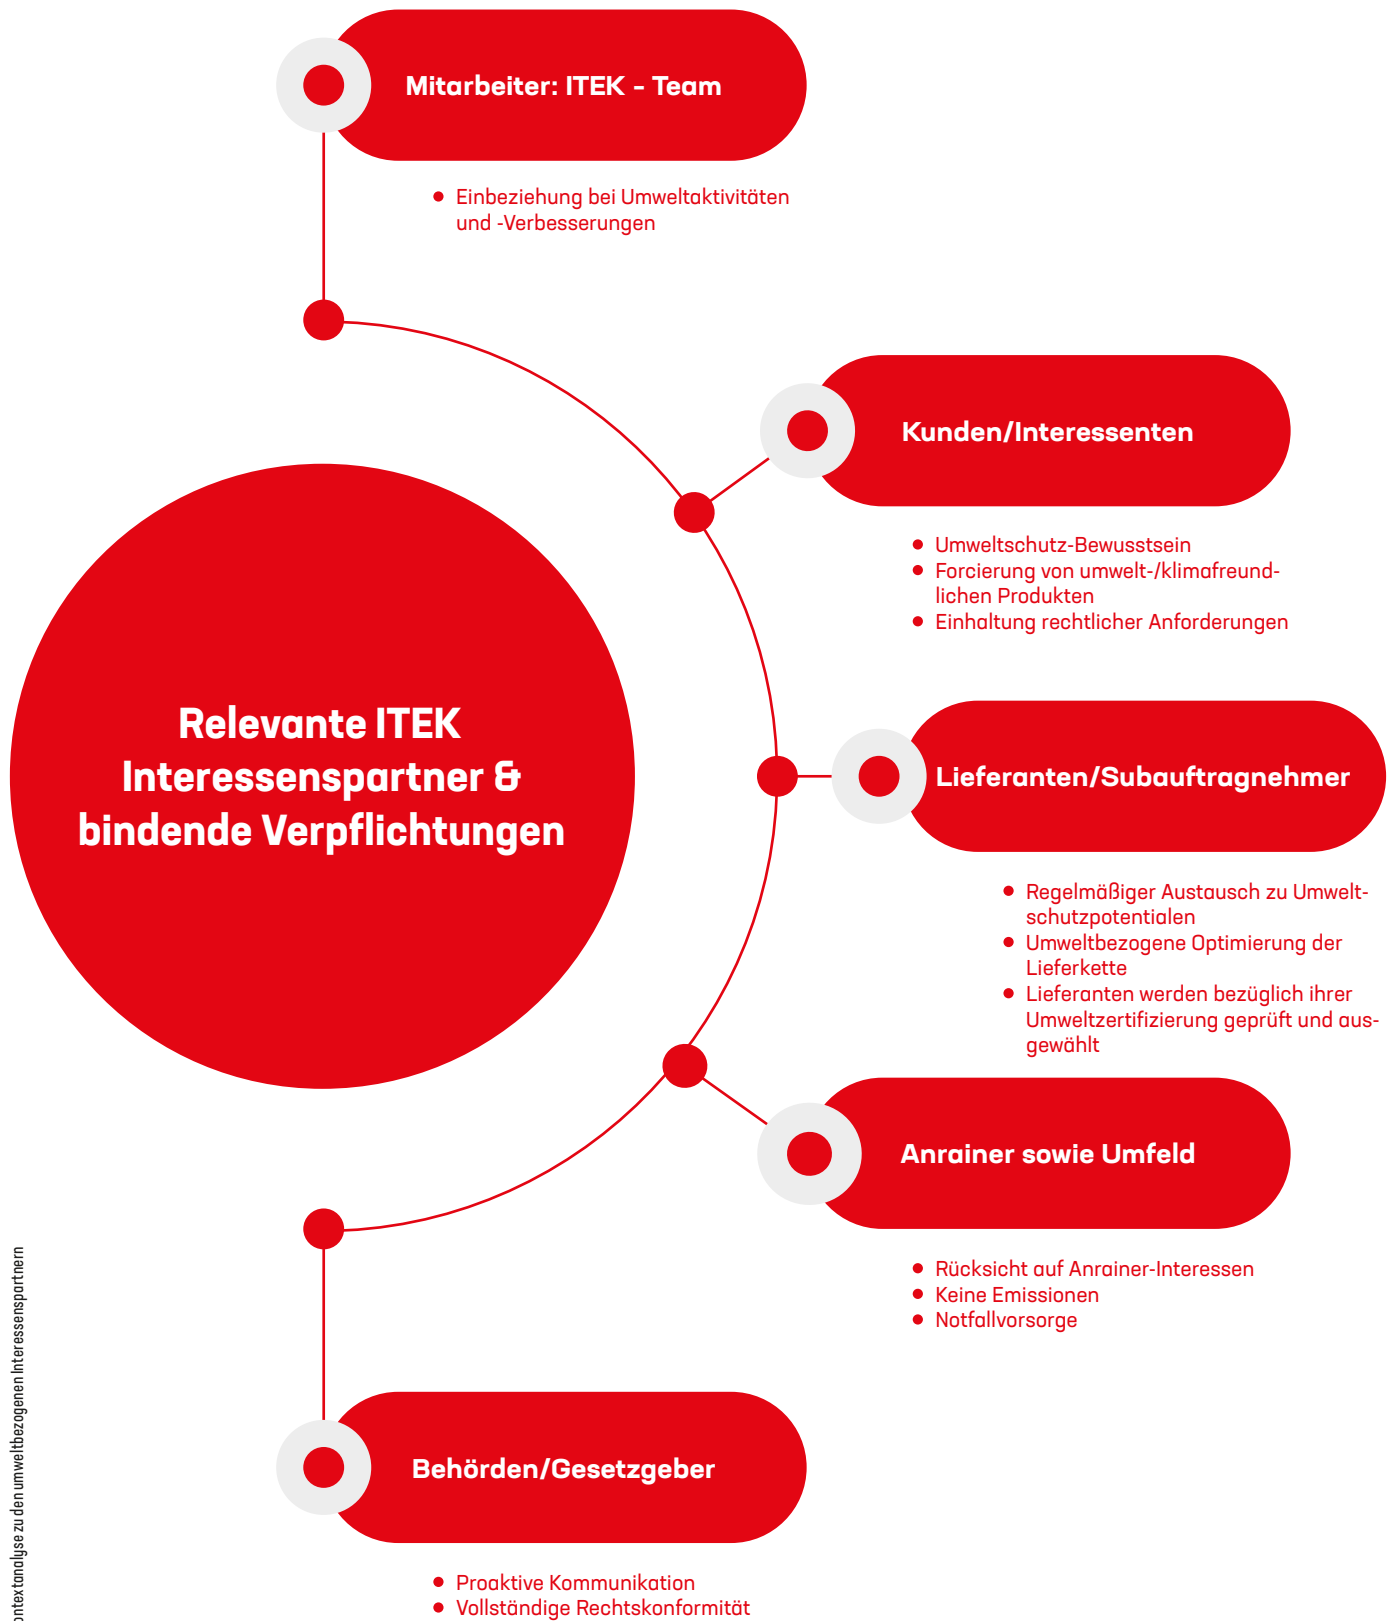 Mitarbeiter: ITEK - Team
Einbeziehung bei Umweltaktivitäten
und -Verbesserungen
Kunden/Interessenten
Umweltschutz-Bewusstsein
Forcierung von umwelt-/klimafreund-
lichen Produkten
Einhaltung rechtlicher Anforderungen
Relevante ITEK
Interessenspartner &
bindende Verpflichtungen
Lieferanten/Subauftragnehmer
Regelmäßiger Austausch zu Umwelt-
schutzpotentialen
Umweltbezogene Optimierung der
Lieferkette
Lieferanten werden bezüglich ihrer
Umweltzertifizierung geprüft und aus-
gewählt
Anrainer sowie Umfeld
Rücksicht auf Anrainer-Interessen
Keine Emissionen
Notfallvorsorge
Behörden/Gesetzgeber
Proaktive Kommunikation
Vollständige Rechtskonformität
zu den umweltbezogenen Interessenspartnern